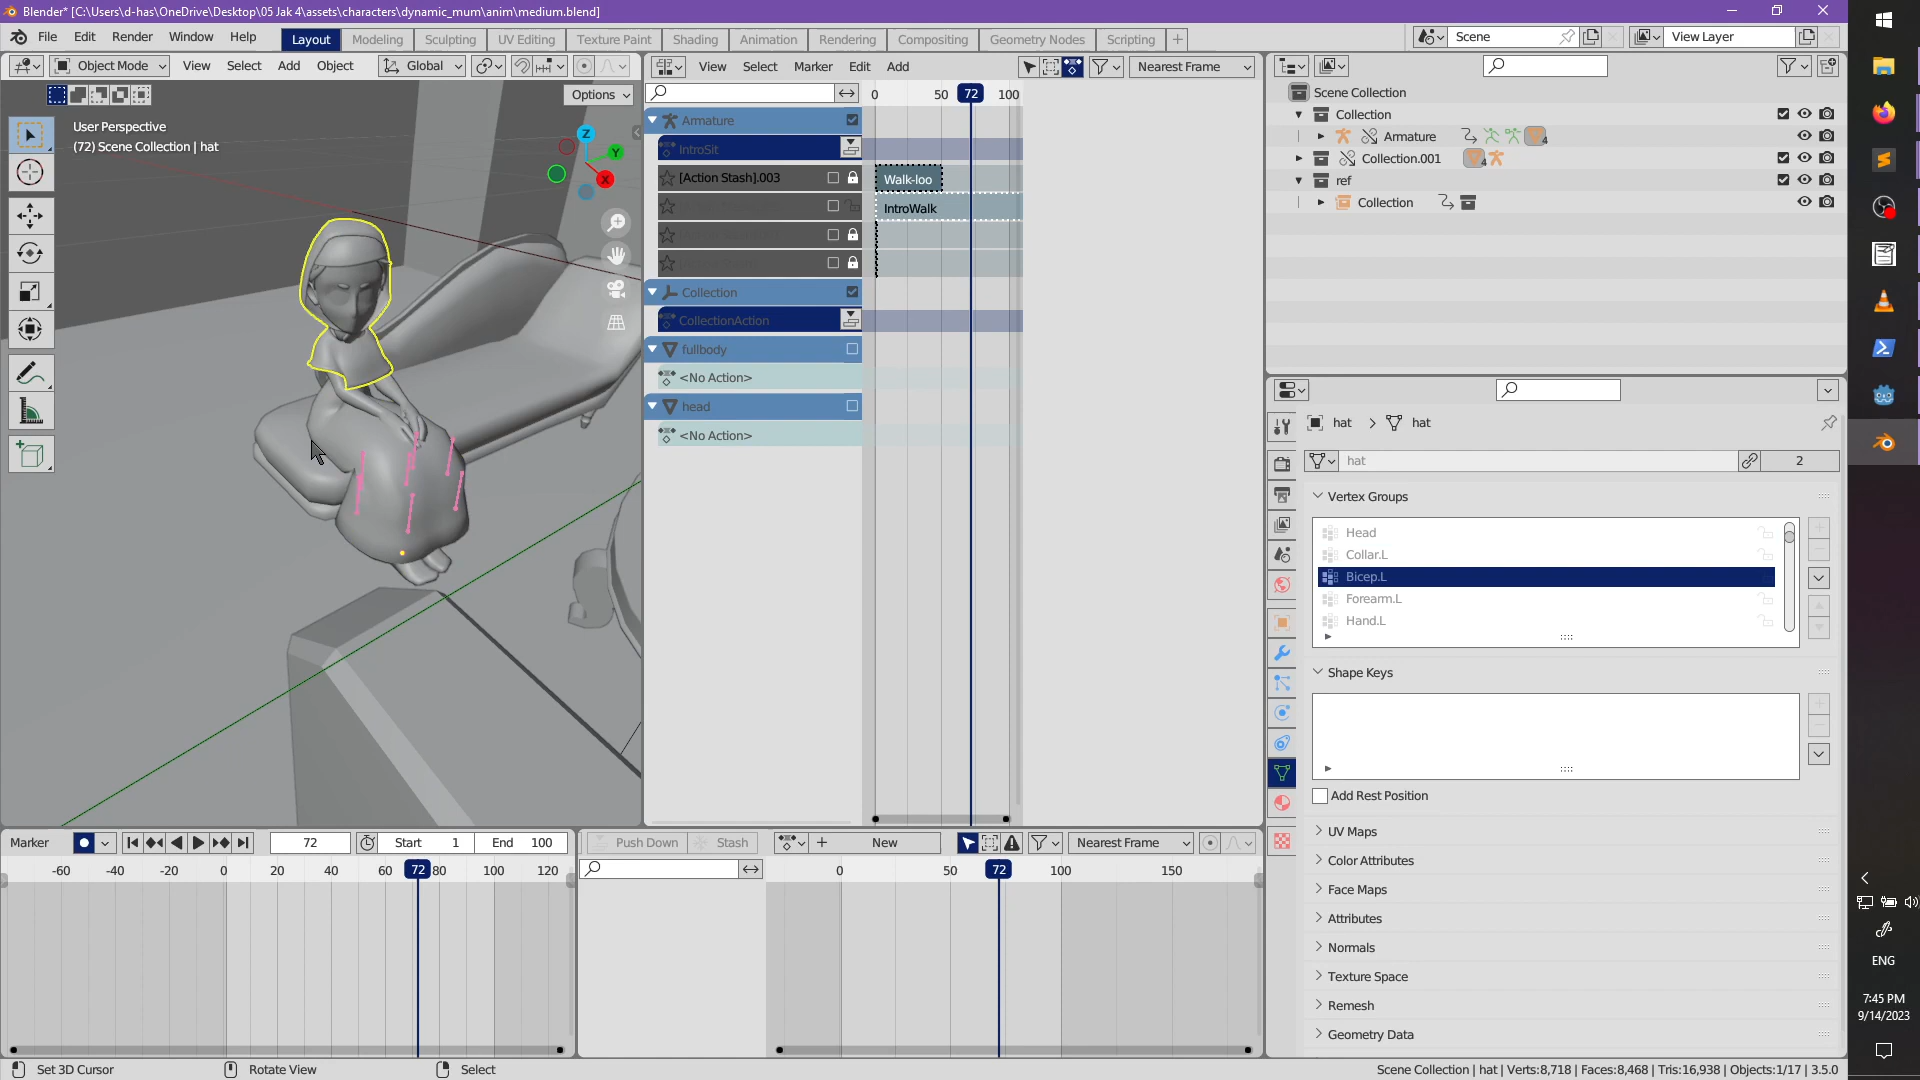 Blender* [C:\Users\d-has\OneDrive\Desktop\05 Jak 4\assets\characters\dynamic_mum\anim\medium.blend]
File Edit Render Window Help Layout Modeling Sculpting UV Editing Texture Paint Shading Animation Rendering Compositing Geometry Nodes Scripting + Scene View Layer
Object Mode View Select Add Object Global View Select Marker Edit Add Nearest Frame
Options 0 50 72 100 Scene Collection
User Perspective
(72) Scene Collection | hat
Z
Y
X
Armature
IntroSit
[Action Stash].003 Walk-loo
IntroWalk
Collection
CollectionAction
fullbody
<No Action>
head
<No Action>
Collection
Armature 4
Collection.001 4
ref
Collection
hat > hat
hat 2
Vertex Groups
Head
Collar.L
Bicep.L
Forearm.L
Hand.L
Shape Keys
Add Rest Position
UV Maps
Color Attributes
Face Maps
Attributes
Normals
Texture Space
Remesh
Geometry Data
Marker 72 Start 1 End 100 Push Down Stash New Nearest Frame
-60 -40 -20 0 20 40 60 72 80 100 120 0 50 72 100 150
Set 3D Cursor Rotate View Select Scene Collection | hat | Verts:8,718 | Faces:8,468 | Tris:16,938 | Objects:1/17 | 3.5.0
ENG
7:45 PM
9/14/2023